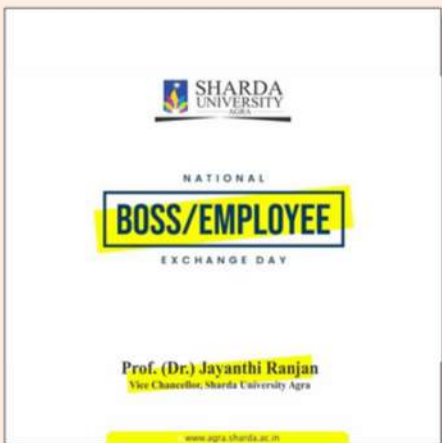 SHARDA
UNIVERSITY
AGRA
NATIONAL
BOSS/EMPLOYEE
EXCHANGE DAY
Prof. (Dr.) Jayanthi Ranjan
Vice Chancellor, Sharda University Agra
www.agra.sharda.ac.in